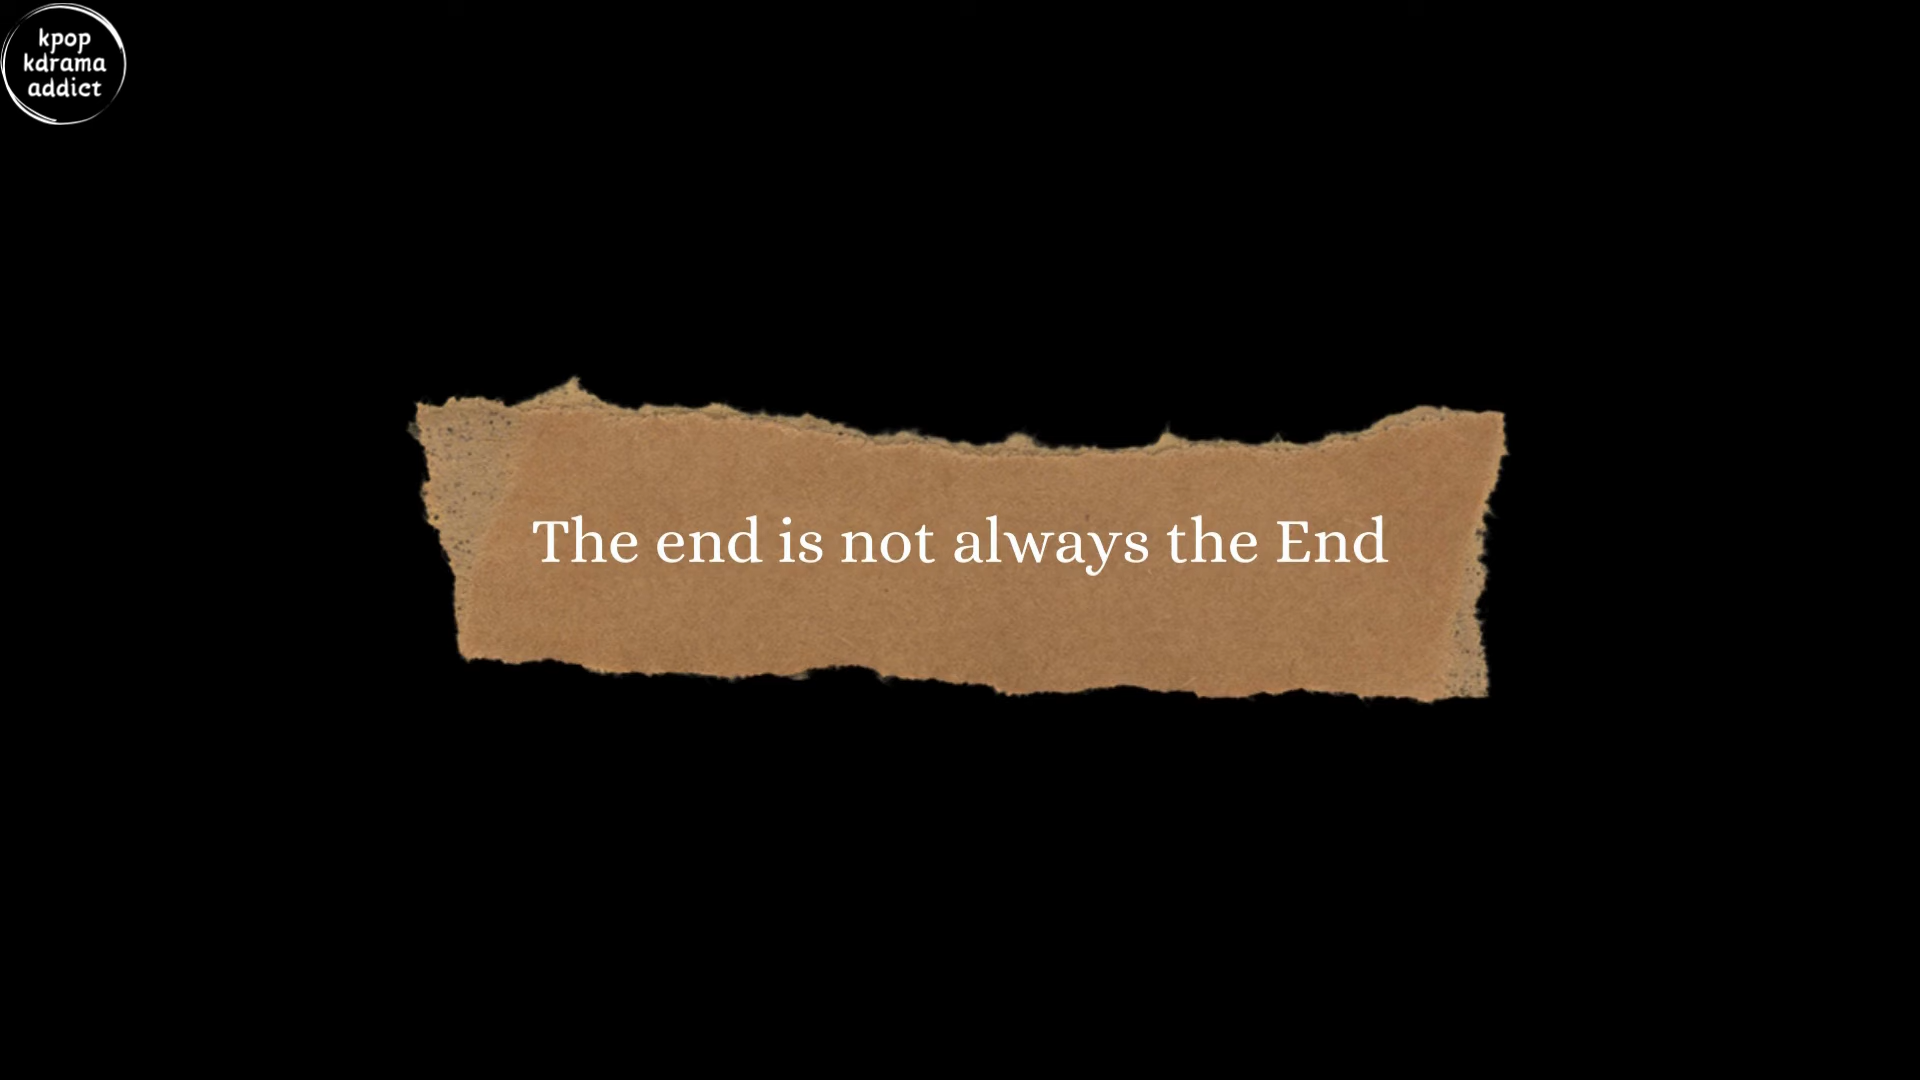 kpop
kdrama
addict
The end is not always the End